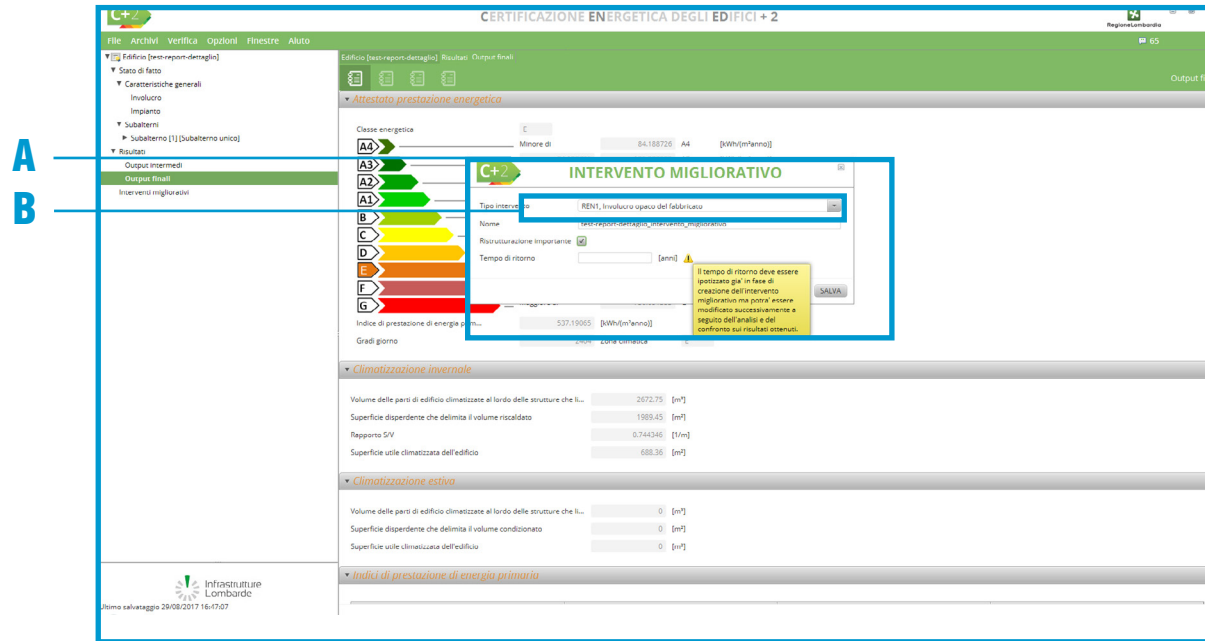 C+2
CERTIFICAZIONE ENERGETICA DEGLI EDIFICI + 2
RegioneLombardia
File Archivi Verifica Opzioni Finestre Aiuto
65
Edificio [test-report-dettaglio]
Stato di fatto
Caratteristiche generali
Involucro
Impianto
Subalterni
Subalterno [1] [Subalterno unico]
Risultati
Output intermedi
Output finali
Interventi migliorativi
Edificio [test-report-dettaglio] Risultati Output finali
Output fi
Attestato prestazione energetica
Classe energetica E
A4 Minore di 84.188726 A4 [kWh/(m²anno)]
A3
A2
A1
B
C
D
E
F
G
A
B
C+2
INTERVENTO MIGLIORATIVO
Tipo intervento REN1, Involucro opaco del fabbricato
Nome test-report-dettaglio_intervento_migliorativo
Ristrutturazione importante
Tempo di ritorno [anni]
Il tempo di ritorno deve essere
ipotizzato gia' in fase di
creazione dell'intervento
migliorativo ma potra' essere
modificato successivamente a
seguito dell'analisi e del
confronto sui risultati ottenuti.
SALVA
Indice di prestazione di energia prim... 537.19065 [kWh/(m²anno)]
Gradi giorno 2404 Zona climatica E
Climatizzazione invernale
Volume delle parti di edificio climatizzate al lordo delle strutture che li... 2672.75 [m³]
Superficie disperdente che delimita il volume riscaldato 1989.45 [m²]
Rapporto S/V 0.744346 [1/m]
Superficie utile climatizzata dell'edificio 688.36 [m²]
Climatizzazione estiva
Volume delle parti di edificio climatizzate al lordo delle strutture che li... 0 [m³]
Superficie disperdente che delimita il volume condizionato 0 [m²]
Superficie utile climatizzata dell'edificio 0 [m²]
Indici di prestazione di energia primaria
Infrastrutture
Lombarde
Ultimo salvataggio 29/08/2017 16:47:07